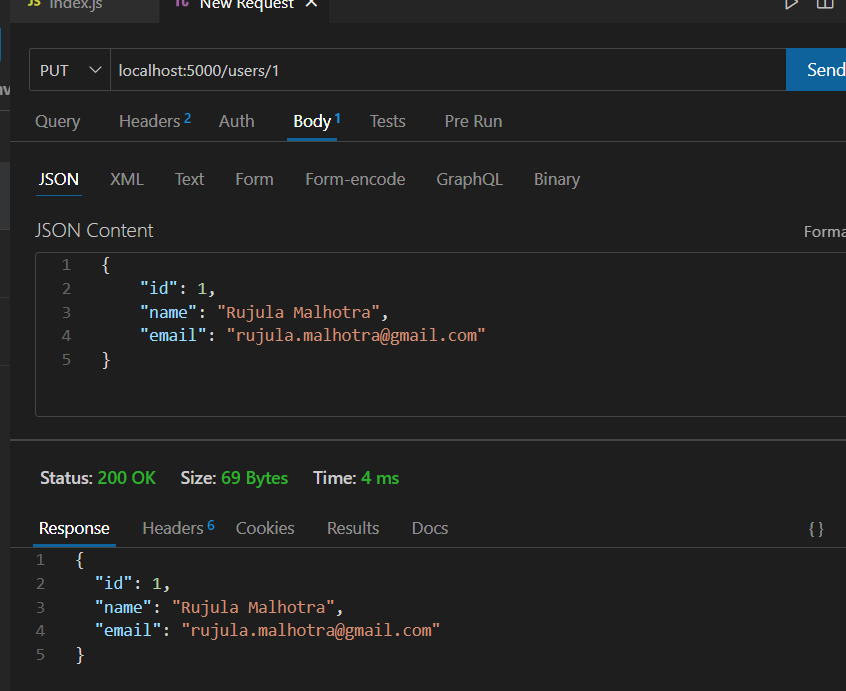 JS index.js TC New Request ×
PUT localhost:5000/users/1 Send
Query Headers 2 Auth Body 1 Tests Pre Run
JSON XML Text Form Form-encode GraphQL Binary
JSON Content Forma
1 {
2 "id": 1,
3 "name": "Rujula Malhotra",
4 "email": "rujula.malhotra@gmail.com"
5 }
Status: 200 OK Size: 69 Bytes Time: 4 ms
Response Headers 6 Cookies Results Docs { }
1 {
2 "id": 1,
3 "name": "Rujula Malhotra",
4 "email": "rujula.malhotra@gmail.com"
5 }